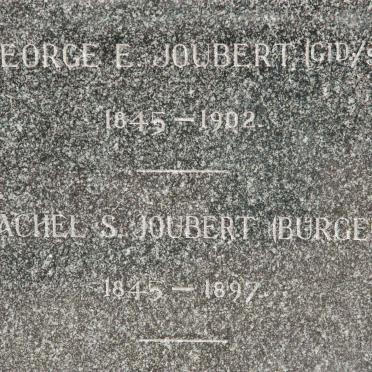 EORGE E. JOUBERT, (GID/S
1845 — 1902.
ACHEL S. JOUBERT (BURGE
1845 — 1897.